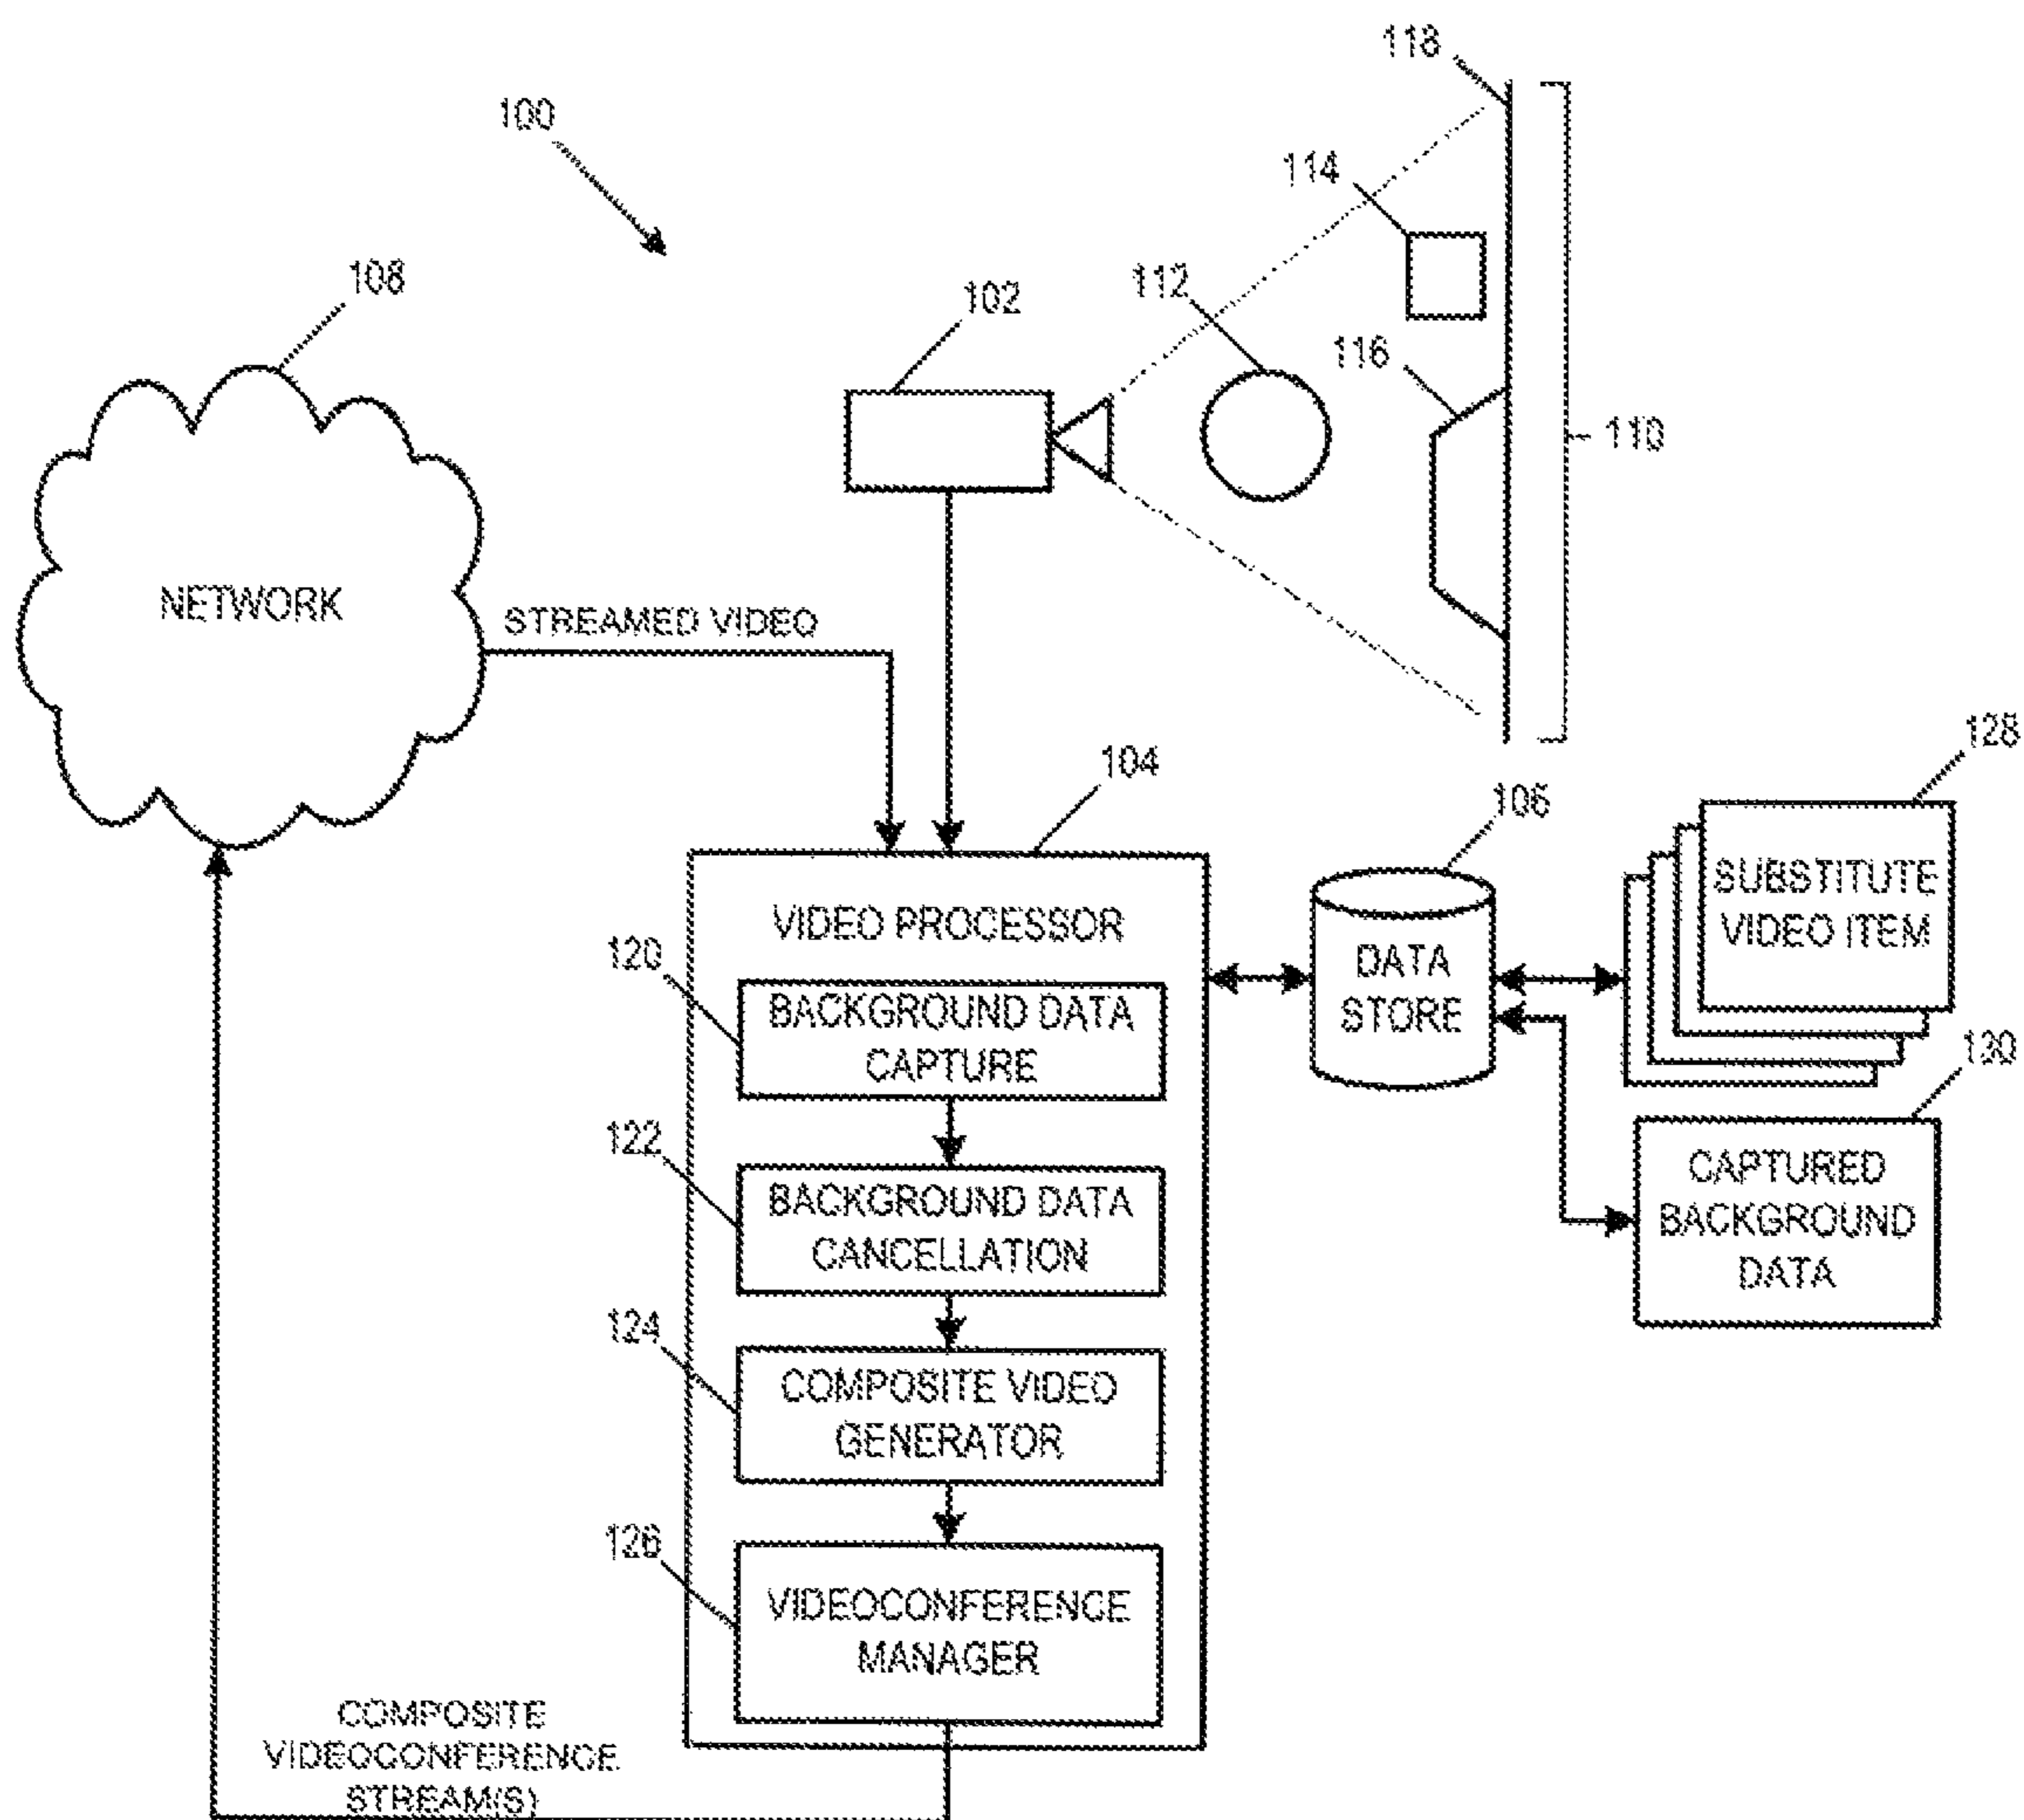 118
100
114
108
102
112
116
110
NETWORK
STREAMED VIDEO
104
106
128
SUBSTITUTE
VIDEO ITEM
VIDEO PROCESSOR
DATA
STORE
120
BACKGROUND DATA
CAPTURE
130
122
BACKGROUND DATA
CANCELLATION
CAPTURED
BACKGROUND
DATA
124
COMPOSITE VIDEO
GENERATOR
126
VIDEOCONFERENCE
MANAGER
COMPOSITE
VIDEOCONFERENCE
STREAM(S)